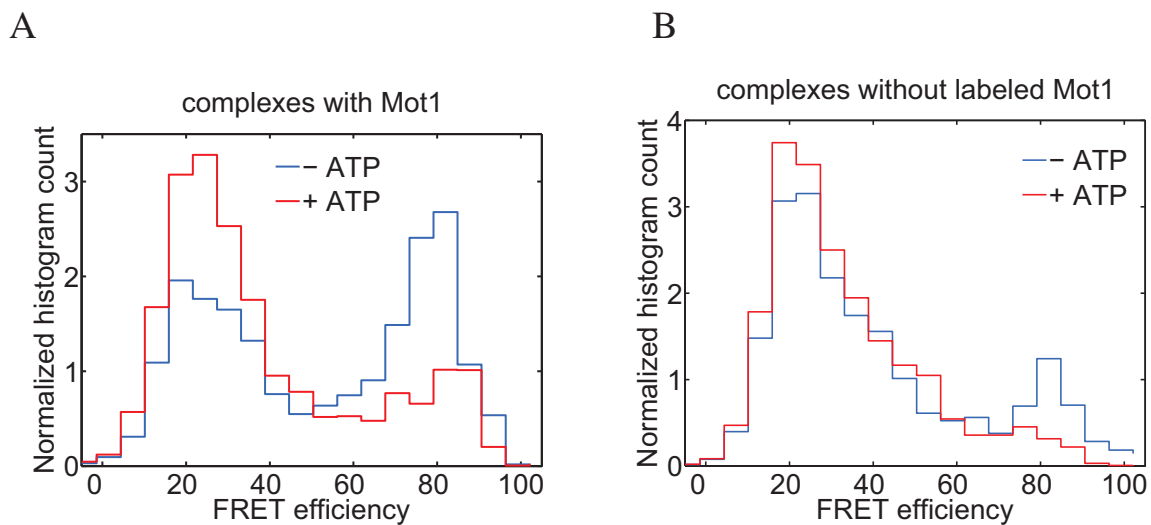 A
complexes with Mot1
Normalized histogram count
3
2
1
0
– ATP
+ ATP
0 20 40 60 80 100
FRET efficiency
B
complexes without labeled Mot1
Normalized histogram count
4
3
2
1
0
– ATP
+ ATP
0 20 40 60 80 100
FRET efficiency